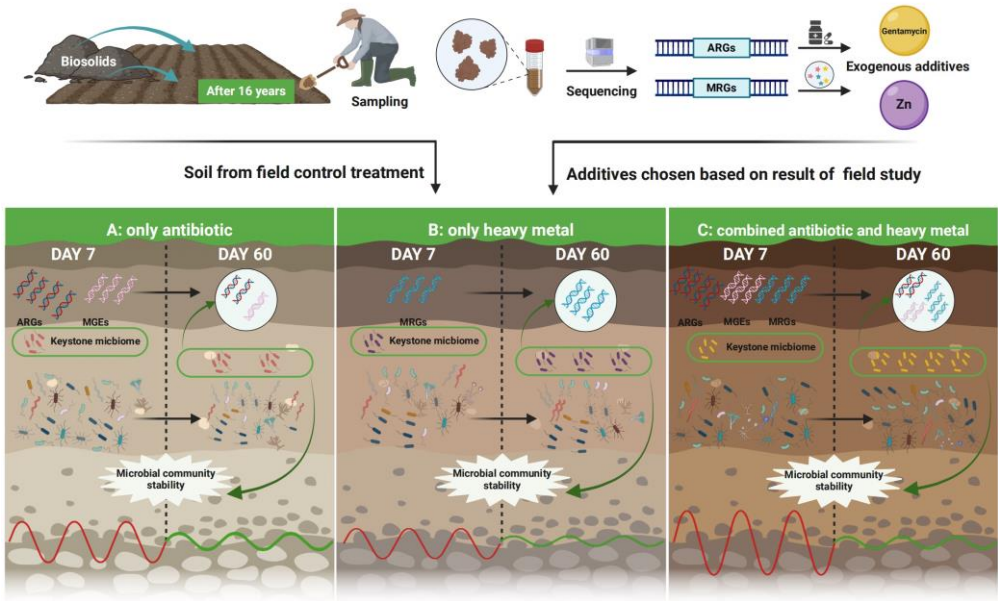 Biosolids
After 16 years
Sampling
Sequencing
ARGs
MRGs
Gentamycin
Exogenous additives
Zn
Soil from field control treatment
Additives chosen based on result of field study
A: only antibiotic
DAY 7
DAY 60
ARGs
MGEs
Keystone micbiome
Microbial community
stability
B: only heavy metal
DAY 7
DAY 60
MRGs
Keystone micbiome
Microbial community
stability
C: combined antibiotic and heavy metal
DAY 7
DAY 60
ARGs
MGEs
MRGs
Keystone micbiome
Microbial community
stability